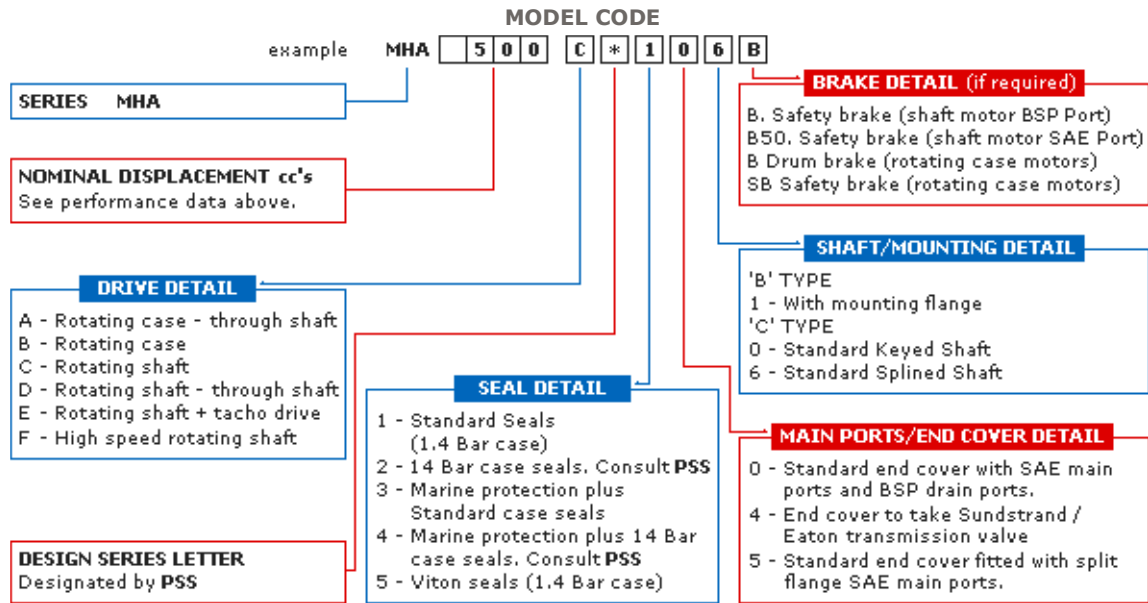 MODEL CODE
example MHA 5 0 0 C * 1 0 6 B
SERIES MHA
NOMINAL DISPLACEMENT cc's
See performance data above.
DRIVE DETAIL
A - Rotating case - through shaft
B - Rotating case
C - Rotating shaft
D - Rotating shaft - through shaft
E - Rotating shaft + tacho drive
F - High speed rotating shaft
DESIGN SERIES LETTER
Designated by PSS
SEAL DETAIL
1 - Standard Seals
(1.4 Bar case)
2 - 14 Bar case seals. Consult PSS
3 - Marine protection plus
Standard case seals
4 - Marine protection plus 14 Bar
case seals. Consult PSS
5 - Viton seals (1.4 Bar case)
BRAKE DETAIL (if required)
B. Safety brake (shaft motor BSP Port)
B50. Safety brake (shaft motor SAE Port)
B Drum brake (rotating case motors)
SB Safety brake (rotating case motors)
SHAFT/MOUNTING DETAIL
'B' TYPE
1 - With mounting flange
'C' TYPE
0 - Standard Keyed Shaft
6 - Standard Splined Shaft
MAIN PORTS/END COVER DETAIL
0 - Standard end cover with SAE main
ports and BSP drain ports.
4 - End cover to take Sundstrand /
Eaton transmission valve
5 - Standard end cover fitted with split
flange SAE main ports.